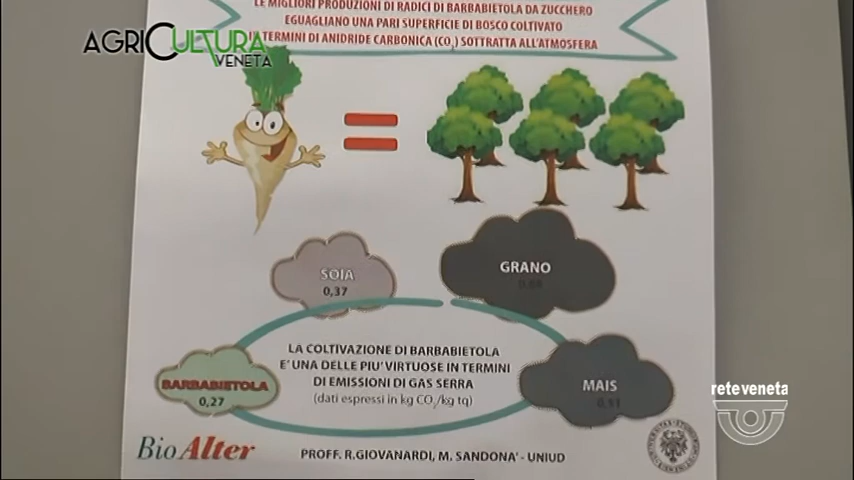 LE MIGLIORI PRODUZIONI DI RADICI DI BARBABIETOLA DA ZUCCHERO
EGUAGLIANO UNA PARI SUPERFICIE DI BOSCO COLTIVATO
IN TERMINI DI ANIDRIDE CARBONICA (CO2) SOTTRATTA ALL'ATMOSFERA
AGRICULTURA
VENETA
SOIA
0,37
GRANO
LA COLTIVAZIONE DI BARBABIETOLA
E' UNA DELLE PIU' VIRTUOSE IN TERMINI
DI EMISSIONI DI GAS SERRA
(dati espressi in kg CO2/kg tq)
BARBABIETOLA
0,27
MAIS
reteveneta
BioAlter
PROFF. R.GIOVANARDI, M. SANDONA' - UNIUD